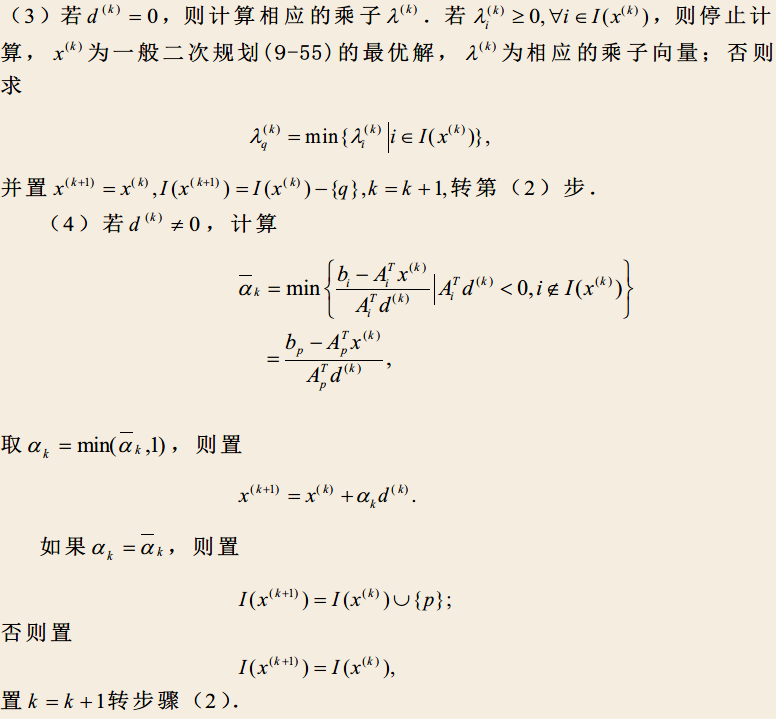 （3）若 $d^{(k)}=0$，则计算相应的乘子 $\lambda^{(k)}$．若 $\lambda_i^{(k)} \geq 0, \forall i \in I(x^{(k)})$，则停止计
算，$x^{(k)}$ 为一般二次规划(9-55)的最优解，$\lambda^{(k)}$ 为相应的乘子向量；否则
求
$\lambda_q^{(k)} = \min\{\lambda_i^{(k)} | i \in I(x^{(k)})\},$
并置 $x^{(k+1)} = x^{(k)}, I(x^{(k+1)}) = I(x^{(k)}) - \{q\}, k = k+1,$转第（2）步．
（4）若 $d^{(k)} \neq 0$，计算
$\overline{\alpha}_k = \min\left\{\frac{b_i - A_i^T x^{(k)}}{A_i^T d^{(k)}} \middle| A_i^T d^{(k)} < 0, i \notin I(x^{(k)})\right\}$
$= \frac{b_p - A_p^T x^{(k)}}{A_p^T d^{(k)}},$
取 $\alpha_k = \min(\overline{\alpha}_k, 1)$，则置
$x^{(k+1)} = x^{(k)} + \alpha_k d^{(k)}.$
如果 $\alpha_k = \overline{\alpha}_k$，则置
$I(x^{(k+1)}) = I(x^{(k)}) \cup \{p\};$
否则置
$I(x^{(k+1)}) = I(x^{(k)}),$
置 $k = k+1$ 转步骤（2）．